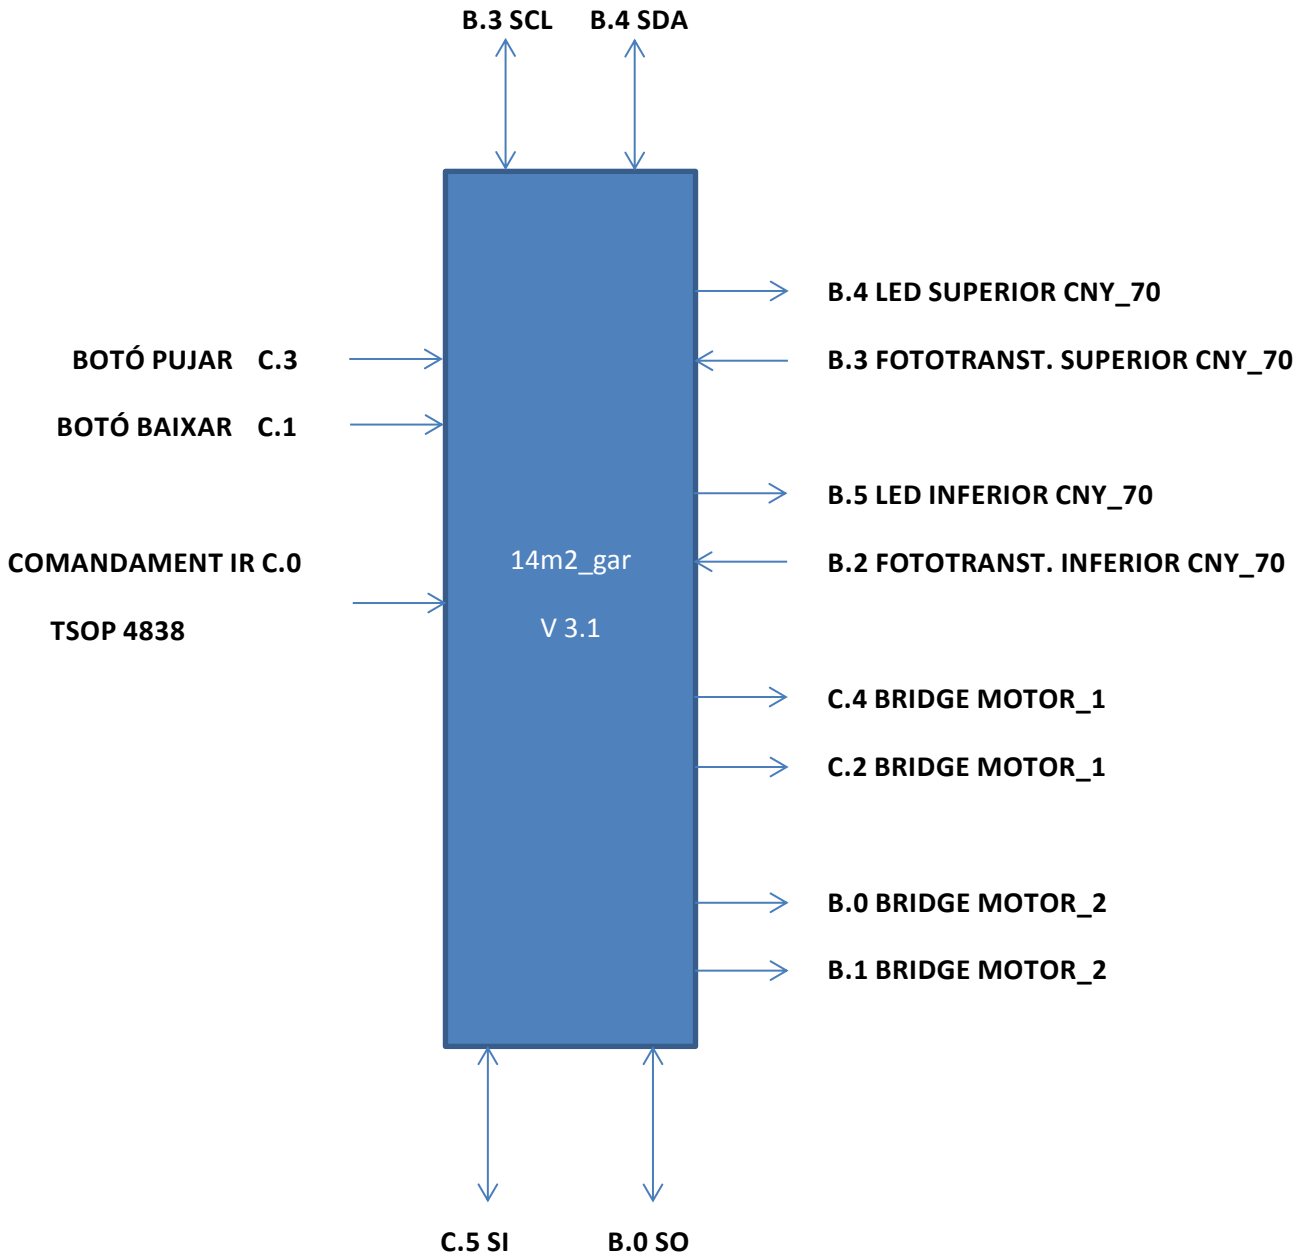 B.3 SCL B.4 SDA
B.4 LED SUPERIOR CNY_70
BOTÓ PUJAR C.3
B.3 FOTOTRANST. SUPERIOR CNY_70
BOTÓ BAIXAR C.1
B.5 LED INFERIOR CNY_70
COMANDAMENT IR C.0
14m2_gar
B.2 FOTOTRANST. INFERIOR CNY_70
TSOP 4838
V 3.1
C.4 BRIDGE MOTOR_1
C.2 BRIDGE MOTOR_1
B.0 BRIDGE MOTOR_2
B.1 BRIDGE MOTOR_2
C.5 SI B.0 SO